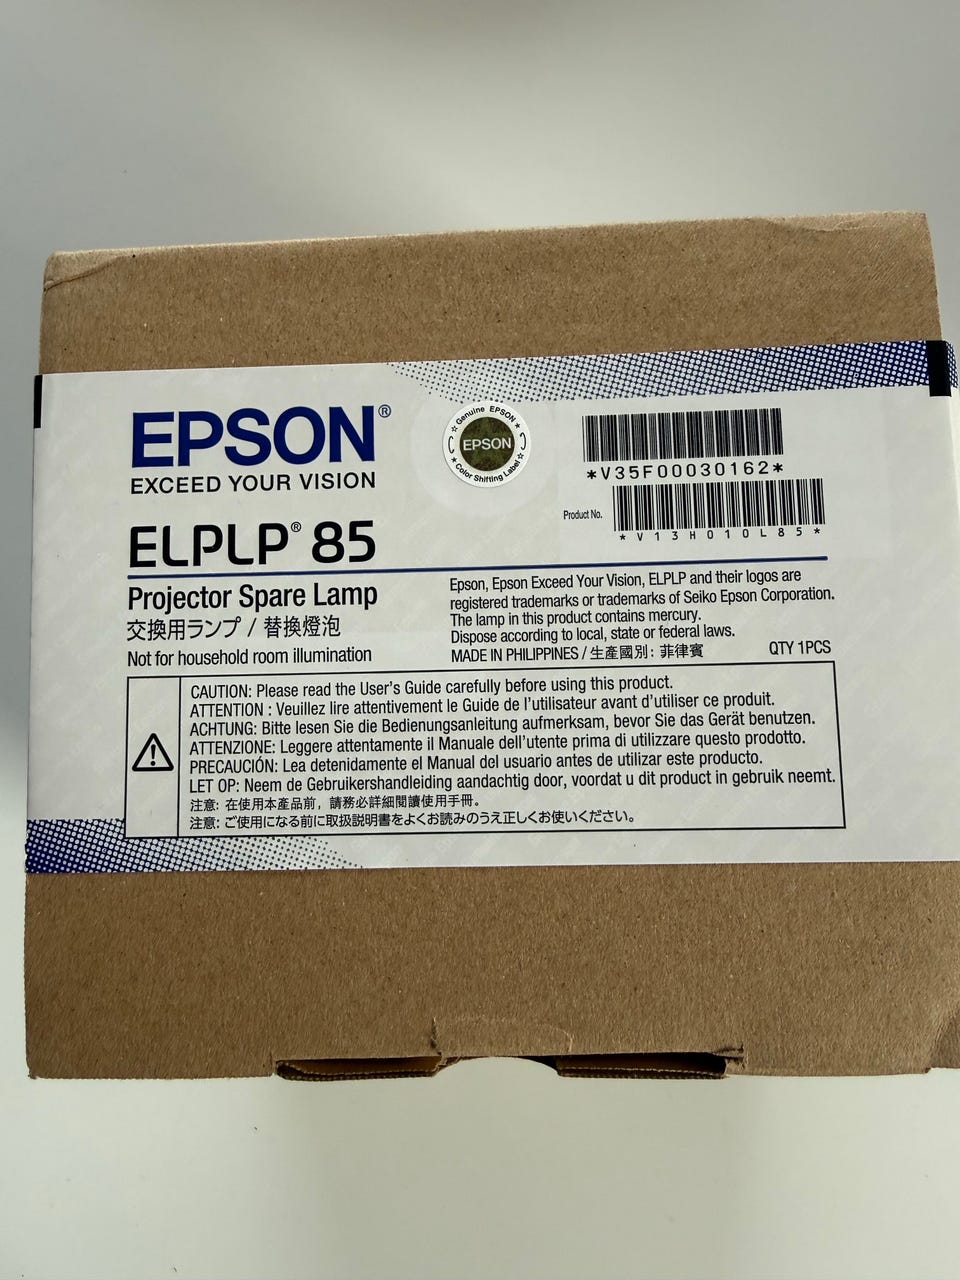 EPSON®
EXCEED YOUR VISION
ELPLP® 85
Projector Spare Lamp
交換用ランプ / 替換燈泡
Not for household room illumination
☆ Genuine EPSON ★
EPSON
★ Color Shifting Label ☆
*V35F00030162*
Product No.
*V13H010L85*
Epson, Epson Exceed Your Vision, ELPLP and their logos are
registered trademarks or trademarks of Seiko Epson Corporation.
The lamp in this product contains mercury.
Dispose according to local, state or federal laws.
MADE IN PHILIPPINES / 生產國別: 菲律賓
QTY 1PCS
CAUTION: Please read the User's Guide carefully before using this product.
ATTENTION : Veuillez lire attentivement le Guide de l'utilisateur avant d'utiliser ce produit.
ACHTUNG: Bitte lesen Sie die Bedienungsanleitung aufmerksam, bevor Sie das Gerät benutzen.
ATTENZIONE: Leggere attentamente il Manuale dell'utente prima di utilizzare questo prodotto.
PRECAUCIÓN: Lea detenidamente el Manual del usuario antes de utilizar este producto.
LET OP: Neem de Gebruikershandleiding aandachtig door, voordat u dit product in gebruik neemt.
注意: 在使用本產品前，請務必詳細閱讀使用手冊。
注意: ご使用になる前に取扱説明書をよくお読みのうえ正しくお使いください。